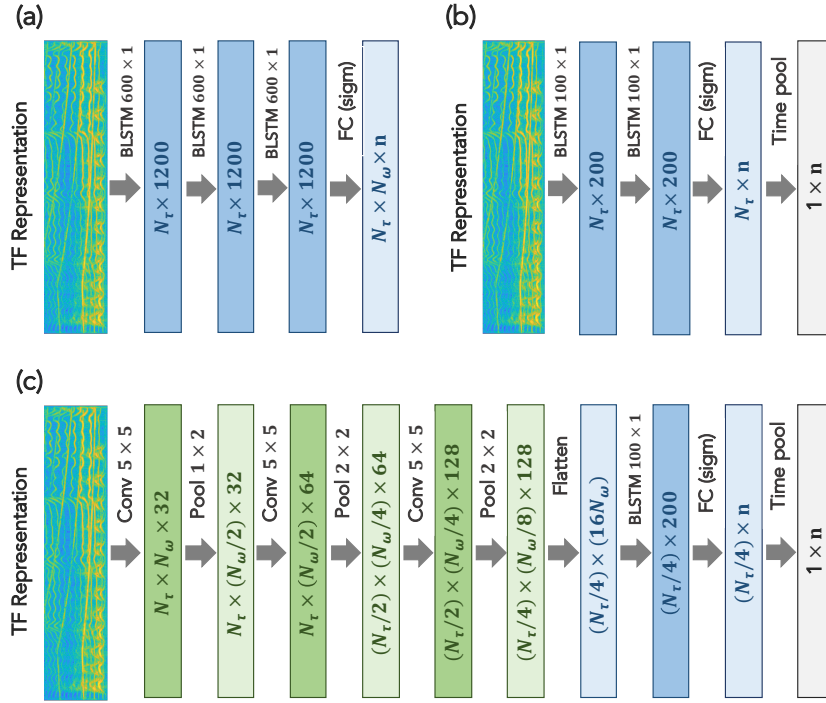 (a)
TF Representation
BLSTM 600 × 1
N_τ × 1200
BLSTM 600 × 1
N_τ × 1200
BLSTM 600 × 1
N_τ × 1200
FC (sigm)
N_τ × N_ω × n
(b)
TF Representation
BLSTM 100 × 1
N_τ × 200
BLSTM 100 × 1
N_τ × 200
FC (sigm)
N_τ × n
Time pool
1 × n
(c)
TF Representation
Conv 5 × 5
N_τ × N_ω × 32
Pool 1 × 2
N_τ × (N_ω/2) × 32
Conv 5 × 5
N_τ × (N_ω/2) × 64
Pool 2 × 2
(N_τ/2) × (N_ω/4) × 64
Conv 5 × 5
(N_τ/2) × (N_ω/4) × 128
Pool 2 × 2
(N_τ/4) × (N_ω/8) × 128
Flatten
(N_τ/4) × (16N_ω)
BLSTM 100 × 1
(N_τ/4) × 200
FC (sigm)
(N_τ/4) × n
Time pool
1 × n